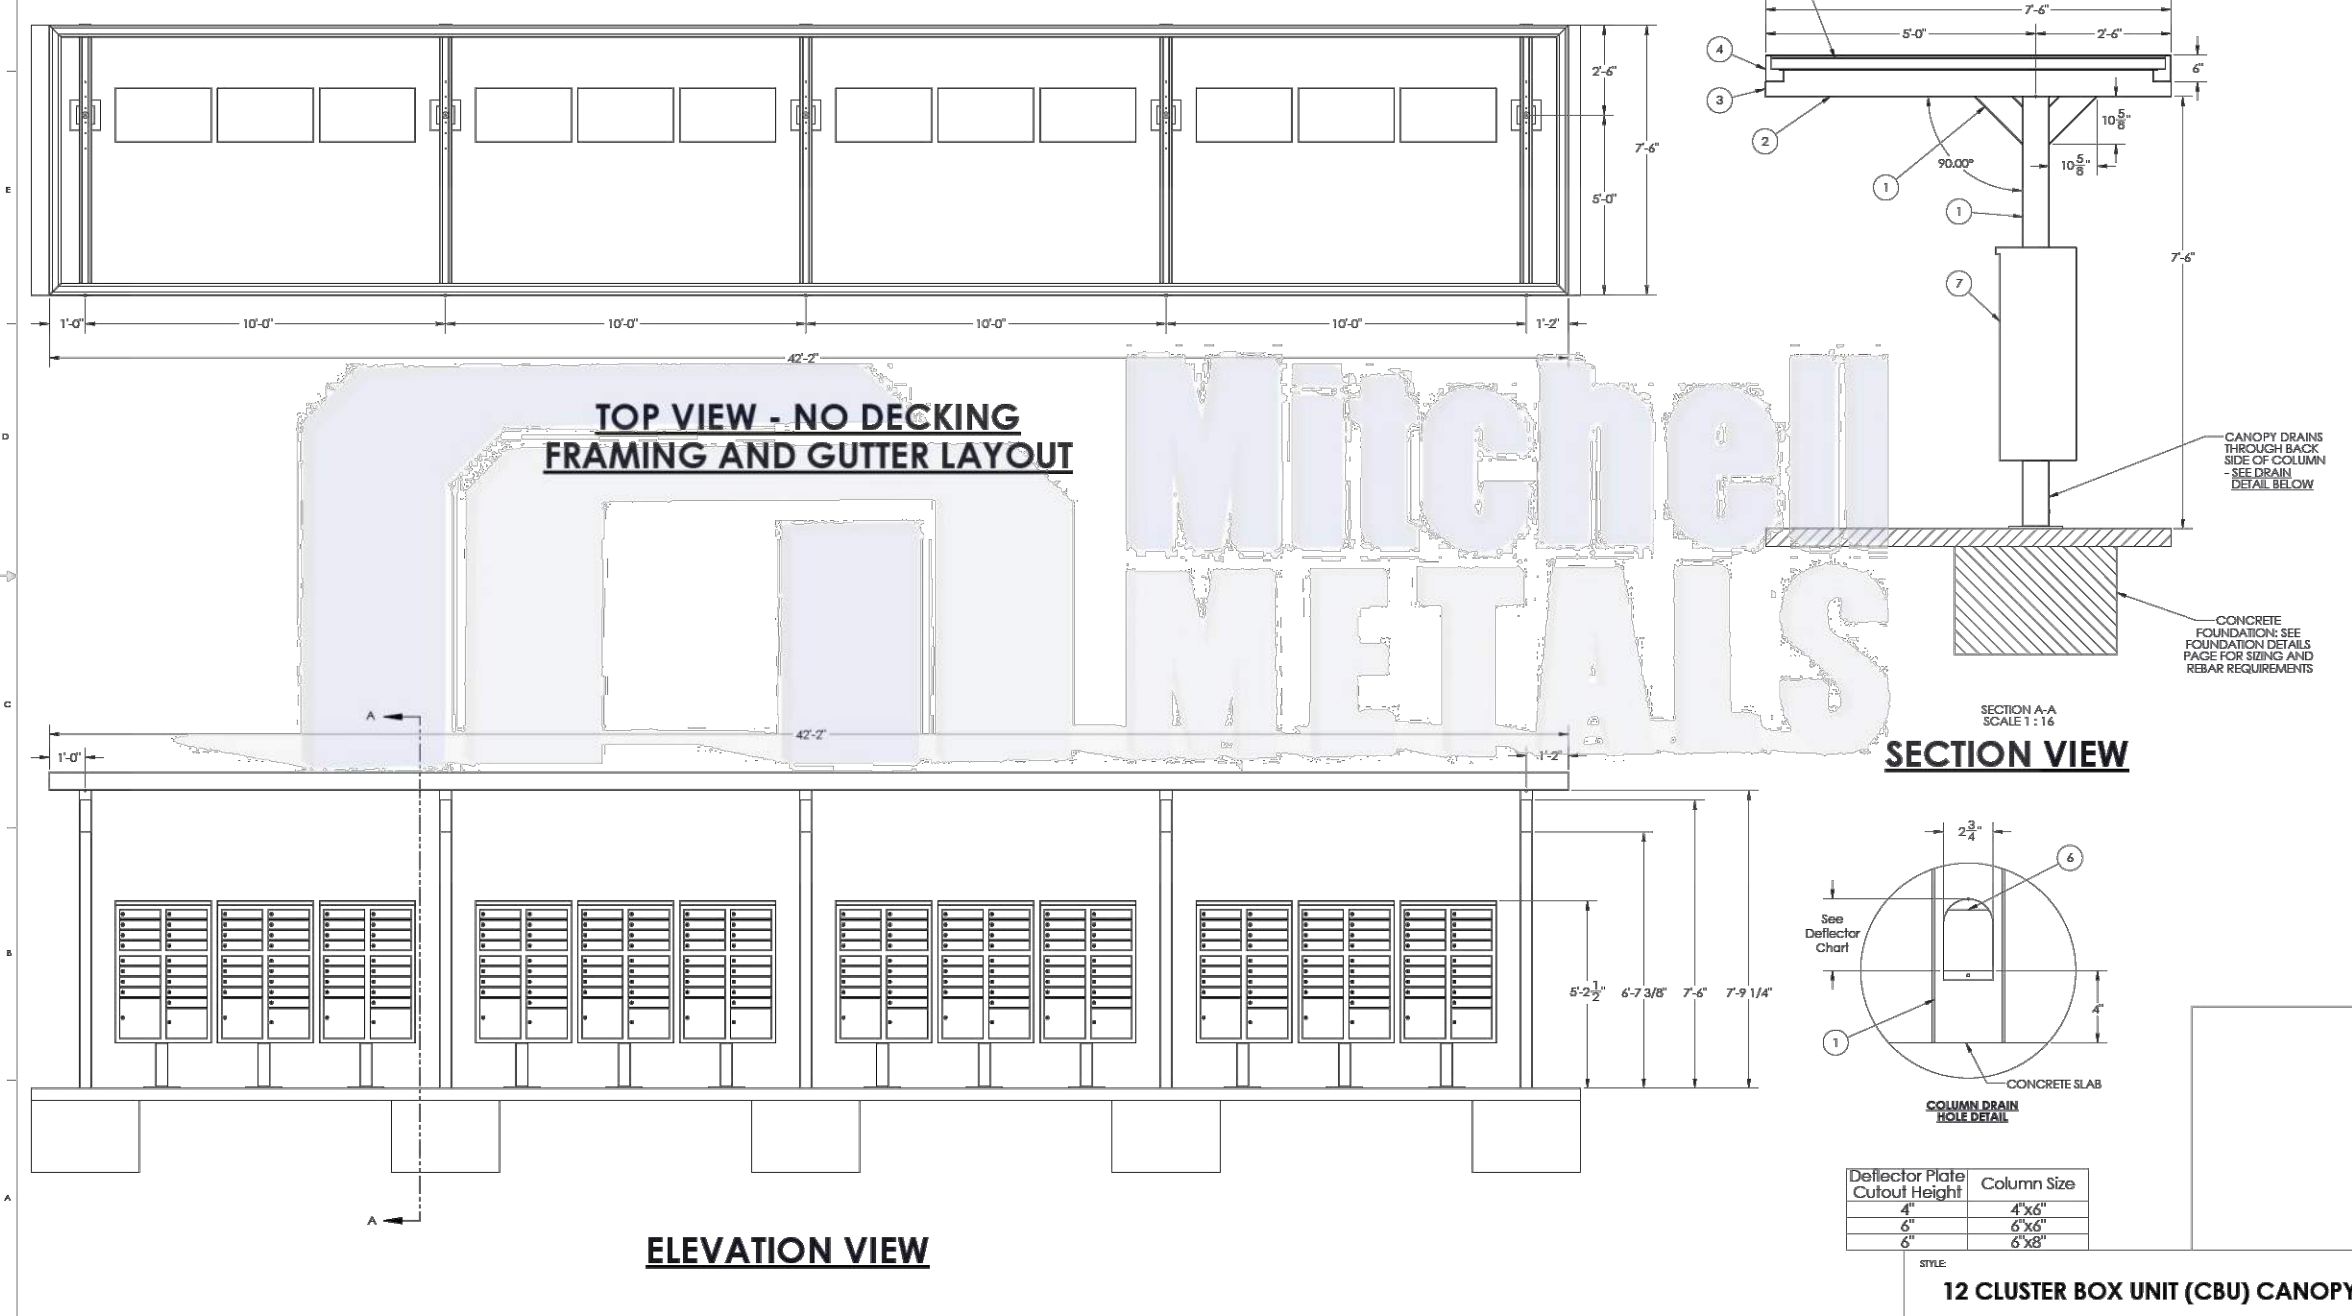 7'-6"
5'-0"
2'-6"
4
6"
3
2
10 5/8"
10 5/8"
90.00°
1
1
7
7'-6"
2'-6"
7'-6"
5'-0"
E
1'-0"
10'-0"
10'-0"
10'-0"
10'-0"
1'-2"
42'-2"
TOP VIEW - NO DECKING
FRAMING AND GUTTER LAYOUT
Mitchell
METALS
D
CANOPY DRAINS
THROUGH BACK
SIDE OF COLUMN
- SEE DRAIN
DETAIL BELOW
CONCRETE
FOUNDATION: SEE
FOUNDATION DETAILS
PAGE FOR SIZING AND
REBAR REQUIREMENTS
C
SECTION A-A
SCALE 1 : 16
SECTION VIEW
A
42'-2"
1'-0"
1'-2"
5'-2 1/2"
6'-7 3/8"
7'-6"
7'-9 1/4"
B
A
A
ELEVATION VIEW
2 3/4"
6
See
Deflector
Chart
4"
1
CONCRETE SLAB
COLUMN DRAIN
HOLE DETAIL
Deflector Plate Cutout Height Column Size
4" 4"x6"
6" 6"x6"
6" 6"x8"
STYLE:
12 CLUSTER BOX UNIT (CBU) CANOPY